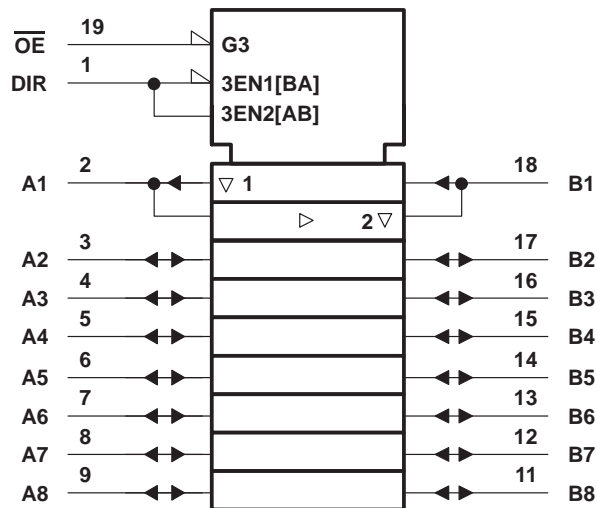 19
OE
G3
1
DIR
3EN1[BA]
3EN2[AB]
2
18
A1
▽ 1
B1
▷ 2 ▽
3
17
A2
B2
4
16
A3
B3
5
15
A4
B4
6
14
A5
B5
7
13
A6
B6
8
12
A7
B7
9
11
A8
B8